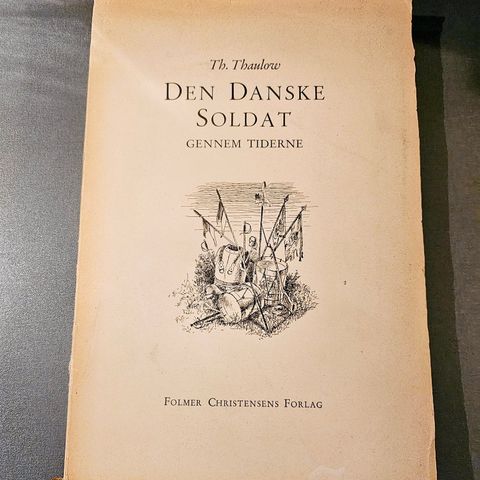 Th. Thaulow
DEN DANSKE
SOLDAT
GENNEM TIDERNE
FOLMER CHRISTENSENS FORLAG